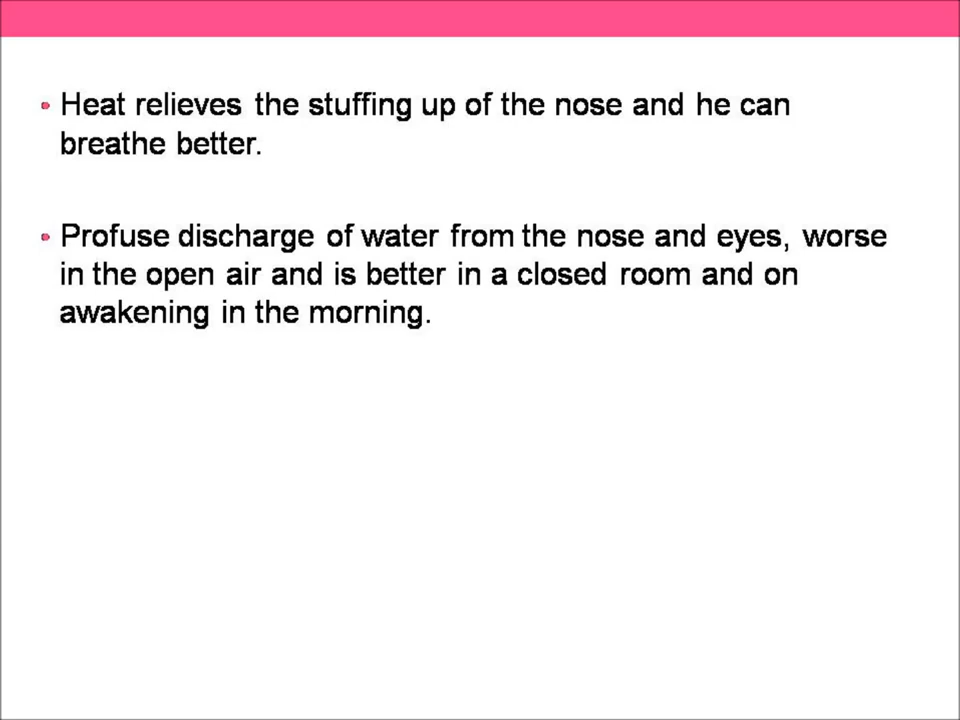 • Heat relieves the stuffing up of the nose and he can
breathe better.
• Profuse discharge of water from the nose and eyes, worse
in the open air and is better in a closed room and on
awakening in the morning.